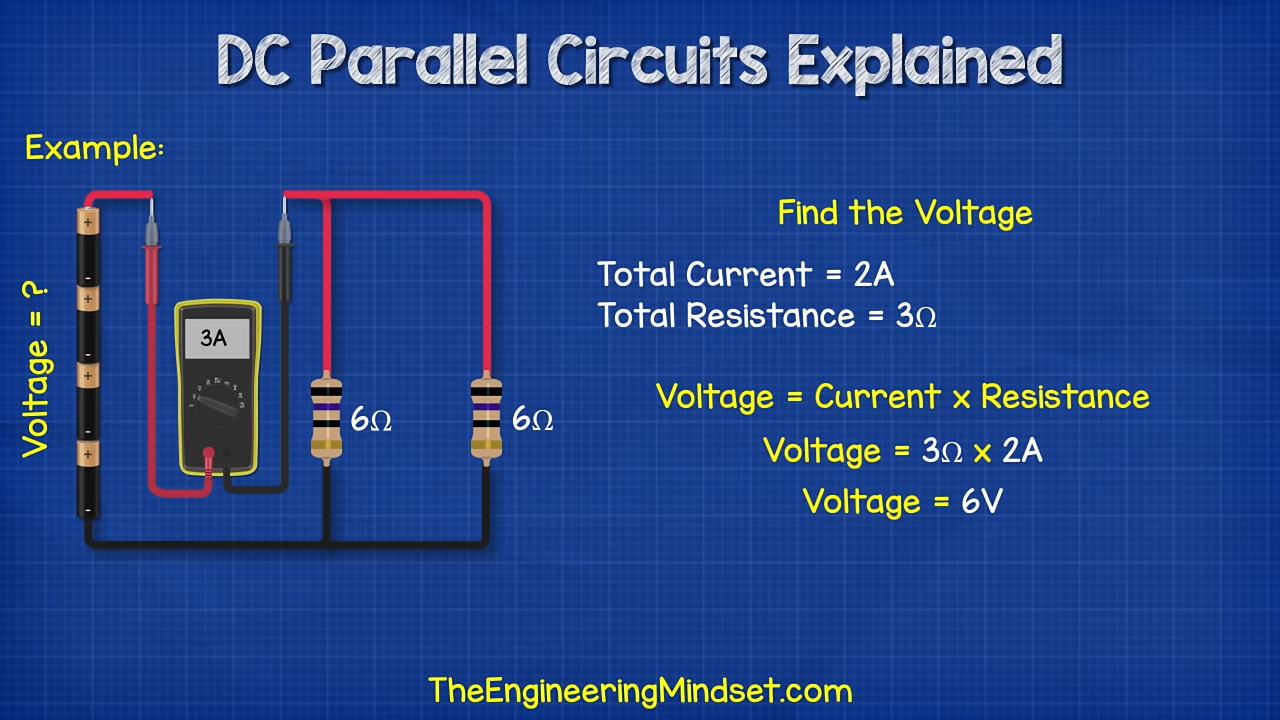 DC Parallel Circuits Explained
Example:
Find the Voltage
Total Current = 2A
Total Resistance = 3Ω
Voltage = ?
3A
6Ω
6Ω
Voltage = Current x Resistance
Voltage = 3Ω x 2A
Voltage = 6V
+
-
+
-
+
-
+
-
TheEngineeringMindset.com